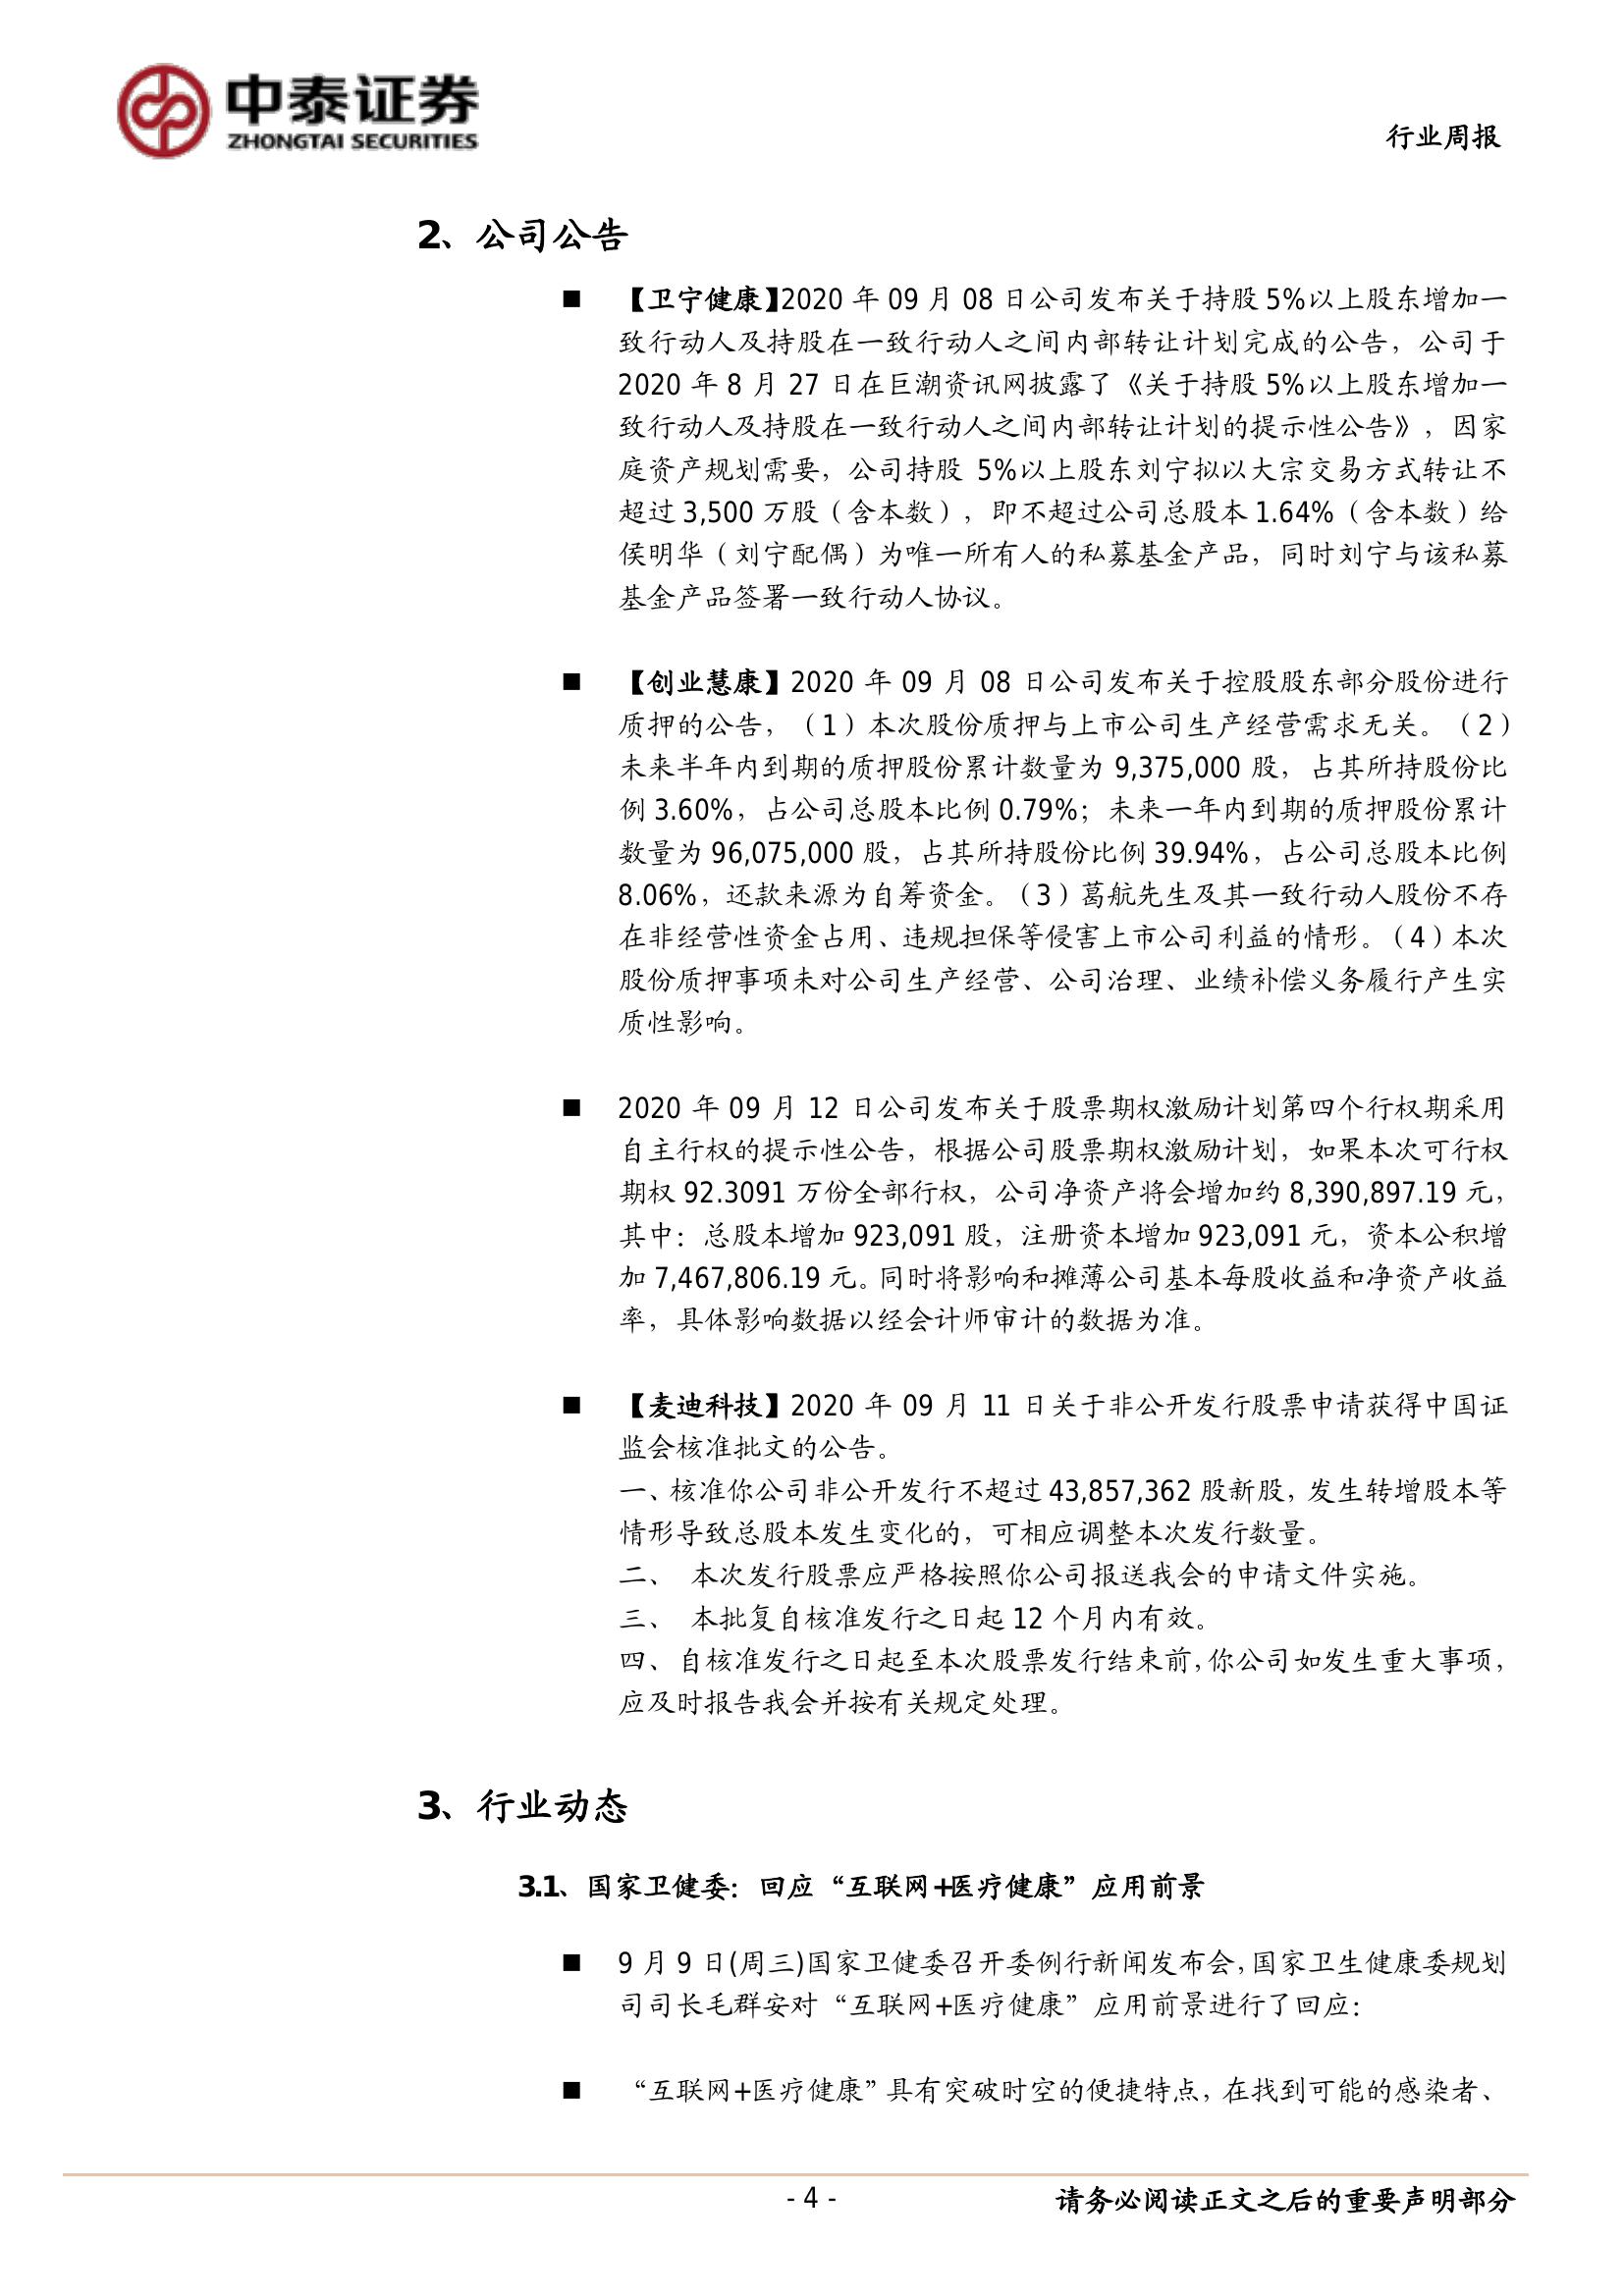 中泰证券
ZHONGTAI SECURITIES
行业周报
2、公司公告
■ 【卫宁健康】2020 年 09 月 08 日公司发布关于持股 5%以上股东增加一
致行动人及持股在一致行动人之间内部转让计划完成的公告，公司于
2020 年 8 月 27 日在巨潮资讯网披露了《关于持股 5%以上股东增加一
致行动人及持股在一致行动人之间内部转让计划的提示性公告》，因家
庭资产规划需要，公司持股 5%以上股东刘宁拟以大宗交易方式转让不
超过 3,500 万股（含本数），即不超过公司总股本 1.64%（含本数）给
侯明华（刘宁配偶）为唯一所有人的私募基金产品，同时刘宁与该私募
基金产品签署一致行动人协议。
■ 【创业慧康】2020 年 09 月 08 日公司发布关于控股股东部分股份进行
质押的公告，（1）本次股份质押与上市公司生产经营需求无关。（2）
未来半年内到期的质押股份累计数量为 9,375,000 股，占其所持股份比
例 3.60%，占公司总股本比例 0.79%；未来一年内到期的质押股份累计
数量为 96,075,000 股，占其所持股份比例 39.94%，占公司总股本比例
8.06%，还款来源为自筹资金。（3）葛航先生及其一致行动人股份不存
在非经营性资金占用、违规担保等侵害上市公司利益的情形。（4）本次
股份质押事项未对公司生产经营、公司治理、业绩补偿义务履行产生实
质性影响。
■ 2020 年 09 月 12 日公司发布关于股票期权激励计划第四个行权期采用
自主行权的提示性公告，根据公司股票期权激励计划，如果本次可行权
期权 92.3091 万份全部行权，公司净资产将会增加约 8,390,897.19 元，
其中：总股本增加 923,091 股，注册资本增加 923,091 元，资本公积增
加 7,467,806.19 元。同时将影响和摊薄公司基本每股收益和净资产收益
率，具体影响数据以经会计师审计的数据为准。
■ 【麦迪科技】2020 年 09 月 11 日关于非公开发行股票申请获得中国证
监会核准批文的公告。
一、核准你公司非公开发行不超过 43,857,362 股新股，发生转增股本等
情形导致总股本发生变化的，可相应调整本次发行数量。
二、 本次发行股票应严格按照你公司报送我会的申请文件实施。
三、 本批复自核准发行之日起 12 个月内有效。
四、自核准发行之日起至本次股票发行结束前，你公司如发生重大事项，
应及时报告我会并按有关规定处理。
3、行业动态
3.1、国家卫健委：回应“互联网+医疗健康”应用前景
■ 9 月 9 日(周三)国家卫健委召开委例行新闻发布会，国家卫生健康委规划
司司长毛群安对“互联网+医疗健康”应用前景进行了回应：
■ “互联网+医疗健康”具有突破时空的便捷特点，在找到可能的感染者、
- 4 -
请务必阅读正文之后的重要声明部分